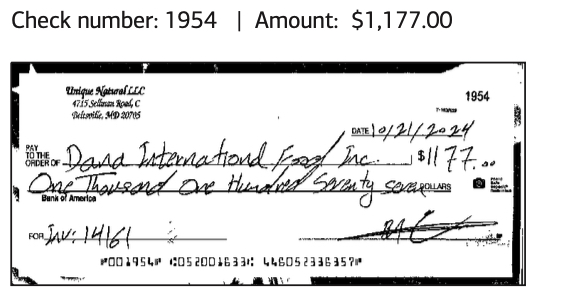 Check number: 1954 | Amount: $1,177.00
Unique Natural LLC
4715 Sellman Road, C
Beltsville, MD 20705
1954
DATE 10/21/2024
PAY TO THE ORDER OF Dana International Food Inc. $1177.00
One Thousand One Hundred Seventy seven DOLLARS
Bank of America
FOR Inv: 14161
⑈001954⑈ ⑆052001633⑆ 446052336357⑈